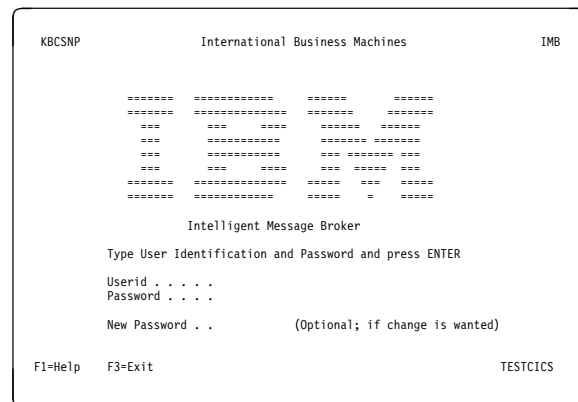 KBCSNP International Business Machines IMB
======= ============ ====== ======
======= ============== ======= =======
=== === ==== ====== ======
=== =========== ======= =======
=== =========== === ======= ===
=== === ==== === ===== ===
======= ============== ===== === =====
======= ============ ===== = =====
Intelligent Message Broker
Type User Identification and Password and press ENTER
Userid . . . . .
Password . . . .
New Password . . (Optional; if change is wanted)
F1=Help F3=Exit TESTCICS